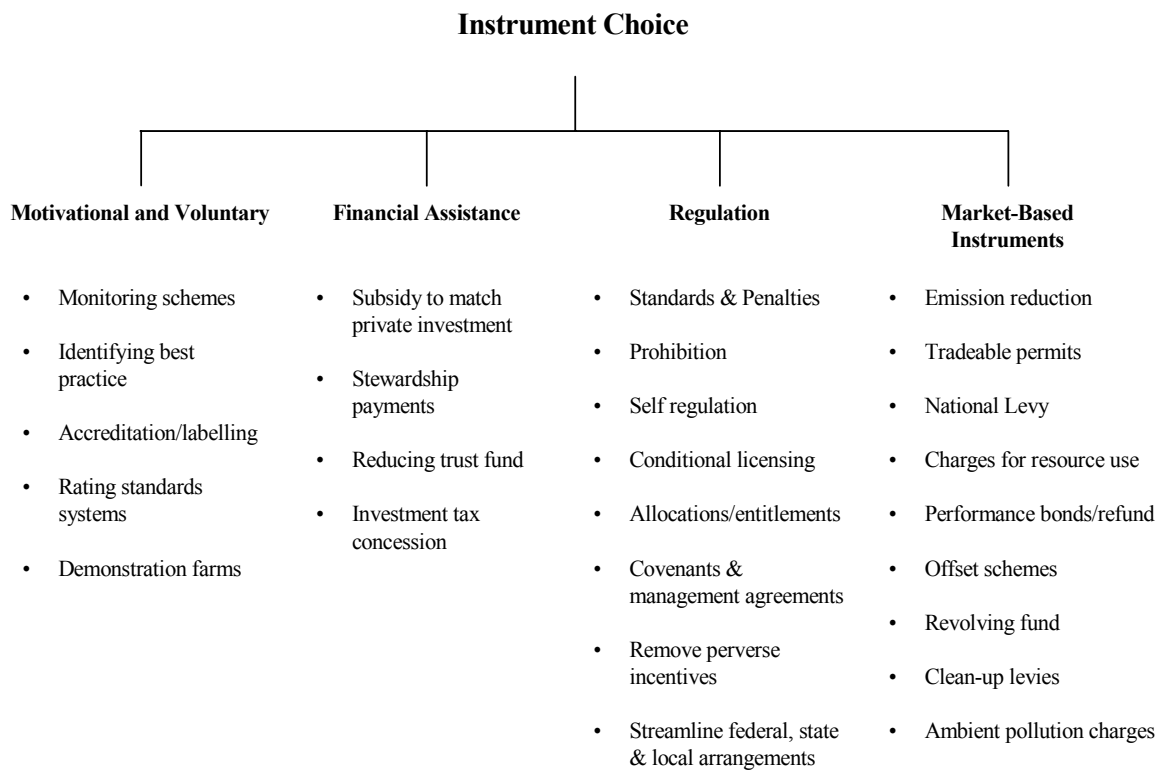 Instrument Choice
Motivational and Voluntary
• Monitoring schemes
• Identifying best
practice
• Accreditation/labelling
• Rating standards
systems
• Demonstration farms
Financial Assistance
• Subsidy to match
private investment
• Stewardship
payments
• Reducing trust fund
• Investment tax
concession
Regulation
• Standards & Penalties
• Prohibition
• Self regulation
• Conditional licensing
• Allocations/entitlements
• Covenants &
management agreements
• Remove perverse
incentives
• Streamline federal, state
& local arrangements
Market-Based
Instruments
• Emission reduction
• Tradeable permits
• National Levy
• Charges for resource use
• Performance bonds/refund
• Offset schemes
• Revolving fund
• Clean-up levies
• Ambient pollution charges